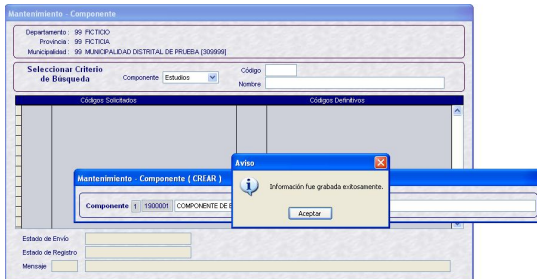 Mantenimiento - Componente
Departamento : 99 FICTICIO
Provincia : 99 FICTICIA
Municipalidad : 99 MUNICIPALIDAD DISTRITAL DE PRUEBA [309999]
Seleccionar Criterio de Búsqueda
Componente Estudios
Código
Nombre
Códigos Solicitados Códigos Definitivos
Aviso
Información fue grabada exitosamente.
Aceptar
Mantenimiento - Componente ( CREAR )
Componente 1 1900001 COMPONENTE DE
Estado de Envío
Estado de Registro
Mensaje